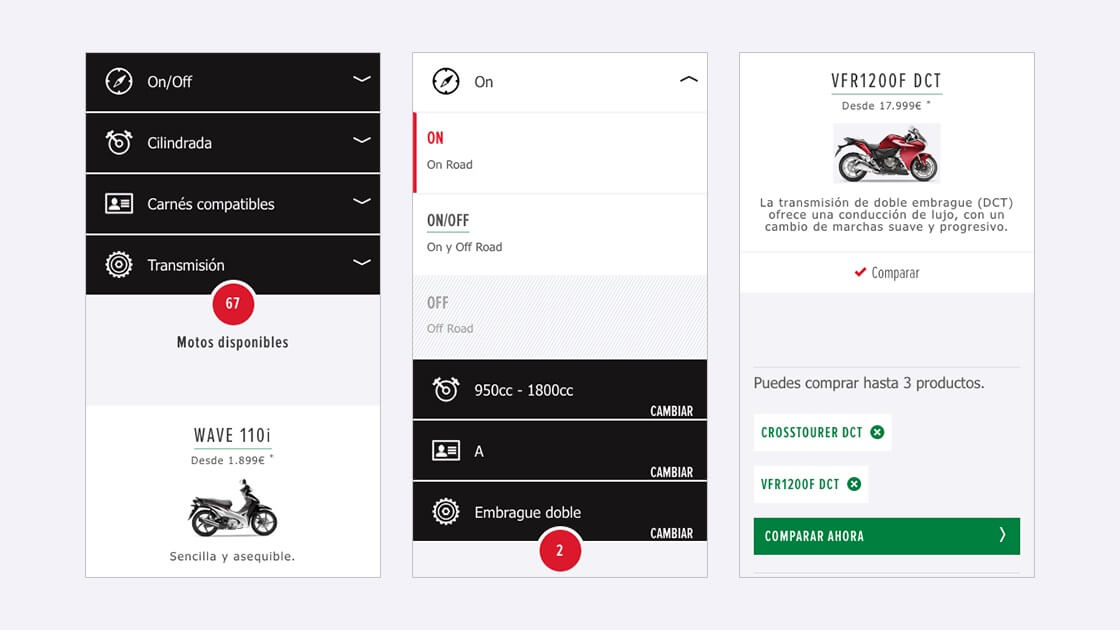 On/Off
Cilindrada
Carnés compatibles
Transmisión
67
Motos disponibles
WAVE 110i
Desde 1.899€ *
Sencilla y asequible.
On
ON
On Road
ON/OFF
On y Off Road
OFF
Off Road
950cc - 1800cc
CAMBIAR
A
CAMBIAR
Embrague doble
CAMBIAR
2
VFR1200F DCT
Desde 17.999€ *
La transmisión de doble embrague (DCT)
ofrece una conducción de lujo, con un
cambio de marchas suave y progresivo.
Comparar
Puedes comprar hasta 3 productos.
CROSSTOURER DCT
VFR1200F DCT
COMPARAR AHORA